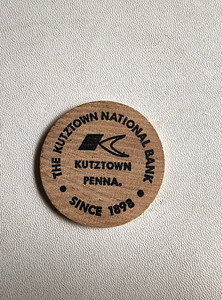 THE KUTZTOWN NATIONAL BANK
KUTZTOWN
PENNA.
• SINCE 1898 •